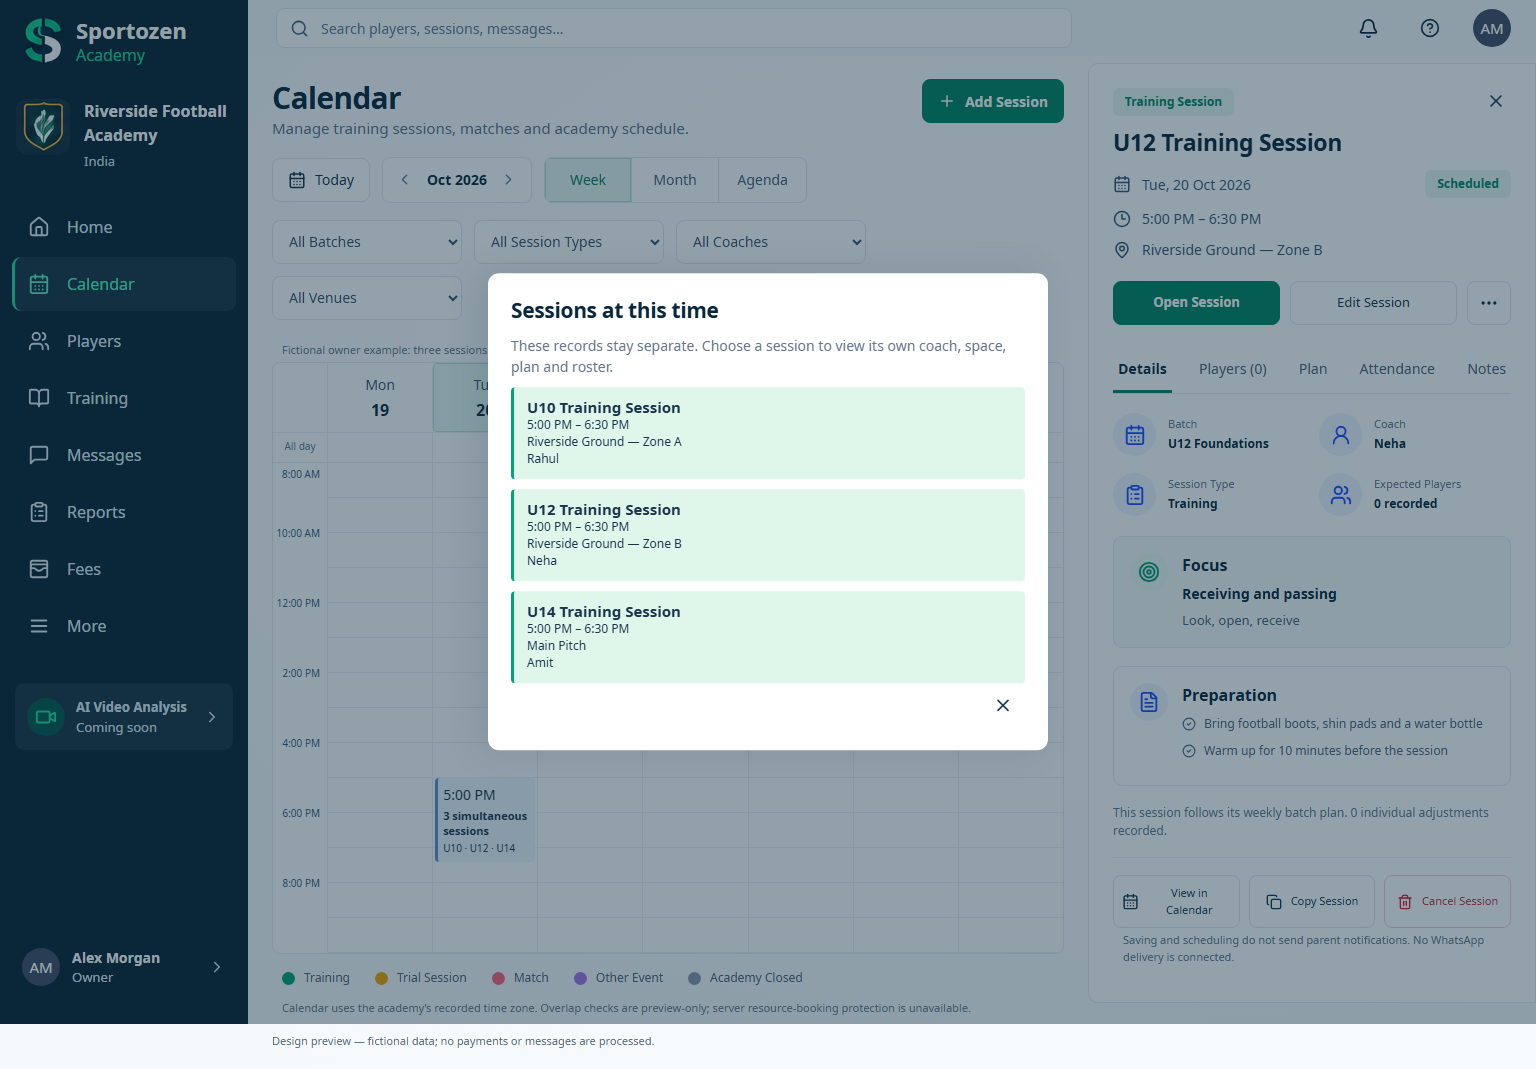 Sportozen
Academy
Riverside Football
Academy
India
Home
Calendar
Players
Training
Messages
Reports
Fees
More
AI Video Analysis
Coming soon
AM
Alex Morgan
Owner
Search players, sessions, messages...
AM
Calendar
Manage training sessions, matches and academy schedule.
Add Session
Today
Oct 2026
Week
Month
Agenda
All Batches
All Session Types
All Coaches
All Venues
Fictional owner example: three sessions
Mon
19
Tu
20
All day
8:00 AM
10:00 AM
12:00 PM
2:00 PM
4:00 PM
6:00 PM
8:00 PM
5:00 PM
3 simultaneous
sessions
U10 · U12 · U14
Training
Trial Session
Match
Other Event
Academy Closed
Calendar uses the academy's recorded time zone. Overlap checks are preview-only; server resource-booking protection is unavailable.
Design preview — fictional data; no payments or messages are processed.
Sessions at this time
These records stay separate. Choose a session to view its own coach, space,
plan and roster.
U10 Training Session
5:00 PM – 6:30 PM
Riverside Ground — Zone A
Rahul
U12 Training Session
5:00 PM – 6:30 PM
Riverside Ground — Zone B
Neha
U14 Training Session
5:00 PM – 6:30 PM
Main Pitch
Amit
Training Session
U12 Training Session
Tue, 20 Oct 2026
Scheduled
5:00 PM – 6:30 PM
Riverside Ground — Zone B
Open Session
Edit Session
Details
Players (0)
Plan
Attendance
Notes
Batch
U12 Foundations
Coach
Neha
Session Type
Training
Expected Players
0 recorded
Focus
Receiving and passing
Look, open, receive
Preparation
Bring football boots, shin pads and a water bottle
Warm up for 10 minutes before the session
This session follows its weekly batch plan. 0 individual adjustments
recorded.
View in
Calendar
Copy Session
Cancel Session
Saving and scheduling do not send parent notifications. No WhatsApp
delivery is connected.